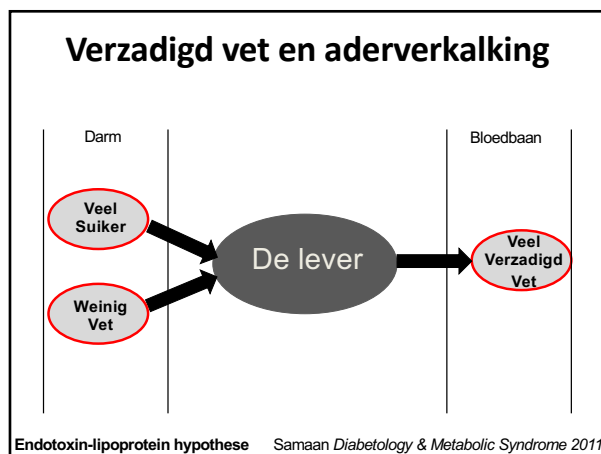 Verzadigd vet en aderverkalking
Darm
Bloedbaan
Veel
Suiker
De lever
Veel
Verzadigd
Vet
Weinig
Vet
Endotoxin-lipoprotein hypothese Samaan Diabetology & Metabolic Syndrome 2011